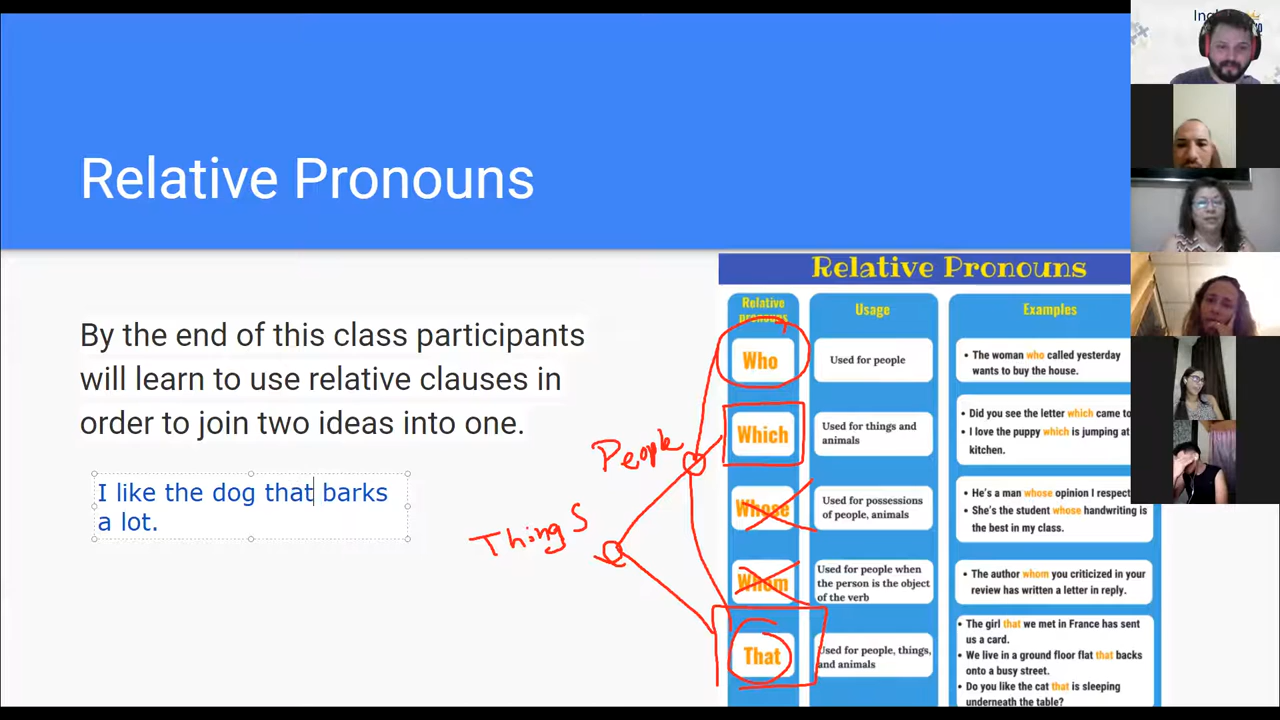 Relative Pronouns
By the end of this class participants
will learn to use relative clauses in
order to join two ideas into one.
I like the dog that barks
a lot.
People
Things
Relative Pronouns
Relative
pronouns
Usage
Examples
Who
Used for people
• The woman who called yesterday
wants to buy the house.
Which
Used for things and
animals
• Did you see the letter which came to
• I love the puppy which is jumping at
kitchen.
Whose
Used for possessions
of people, animals
• He's a man whose opinion I respect
• She's the student whose handwriting is
the best in my class.
Whom
Used for people when
the person is the object
of the verb
• The author whom you criticized in your
review has written a letter in reply.
That
Used for people, things,
and animals
• The girl that we met in France has sent
us a card.
• We live in a ground floor flat that backs
onto a busy street.
• Do you like the cat that is sleeping
underneath the table?